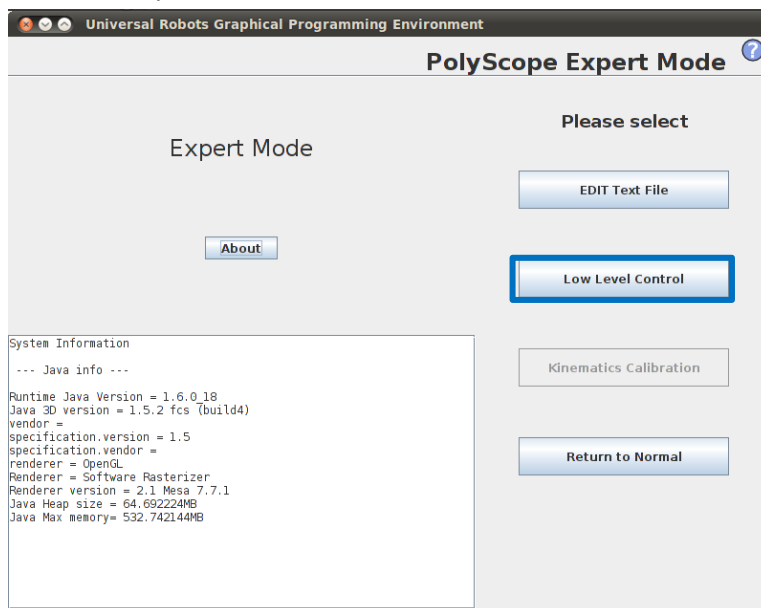 Universal Robots Graphical Programming Environment
PolyScope Expert Mode
?
Please select
Expert Mode
EDIT Text File
About
Low Level Control
System Information
--- Java info ---
Kinematics Calibration
Runtime Java Version = 1.6.0_18
Java 3D version = 1.5.2 fcs (build4)
vendor =
specification.version = 1.5
specification.vendor =
renderer = OpenGL
Renderer = Software Rasterizer
Renderer version = 2.1 Mesa 7.7.1
Java Heap size = 64.692224MB
Java Max memory= 532.742144MB
Return to Normal